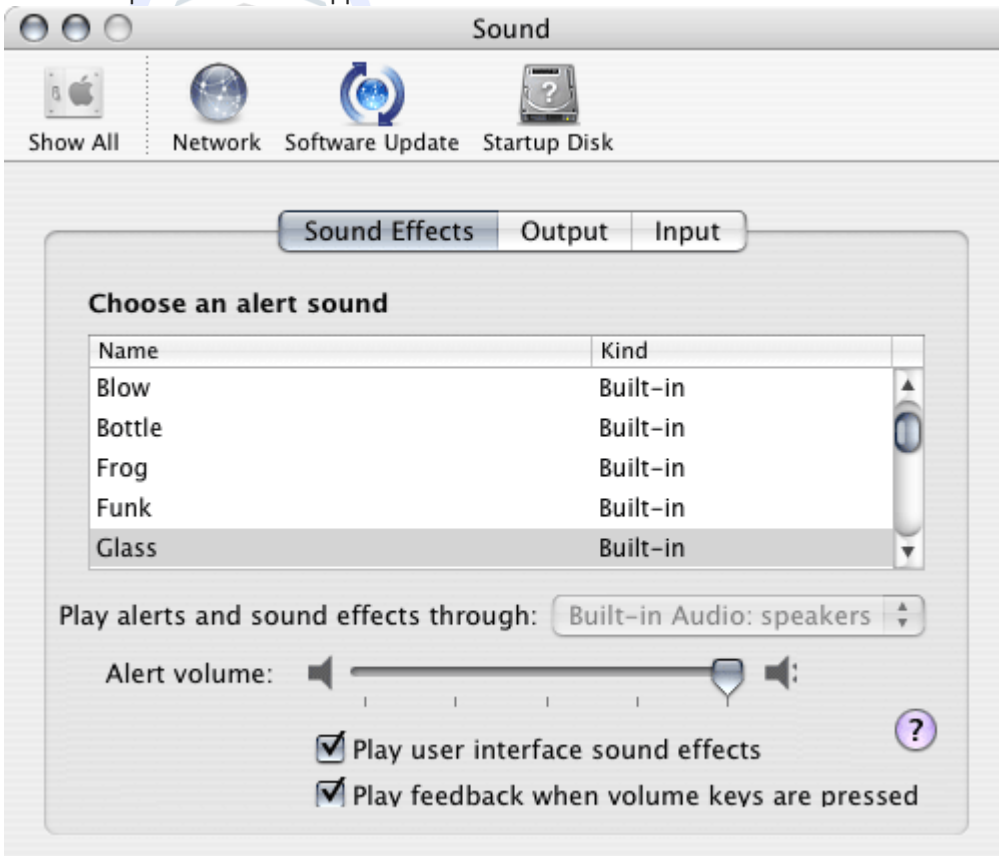 Sound
Show All Network Software Update Startup Disk
Sound Effects Output Input
Choose an alert sound
Name Kind
Blow Built-in
Bottle Built-in
Frog Built-in
Funk Built-in
Glass Built-in
Play alerts and sound effects through: Built-in Audio: speakers
Alert volume:
?
Play user interface sound effects
Play feedback when volume keys are pressed